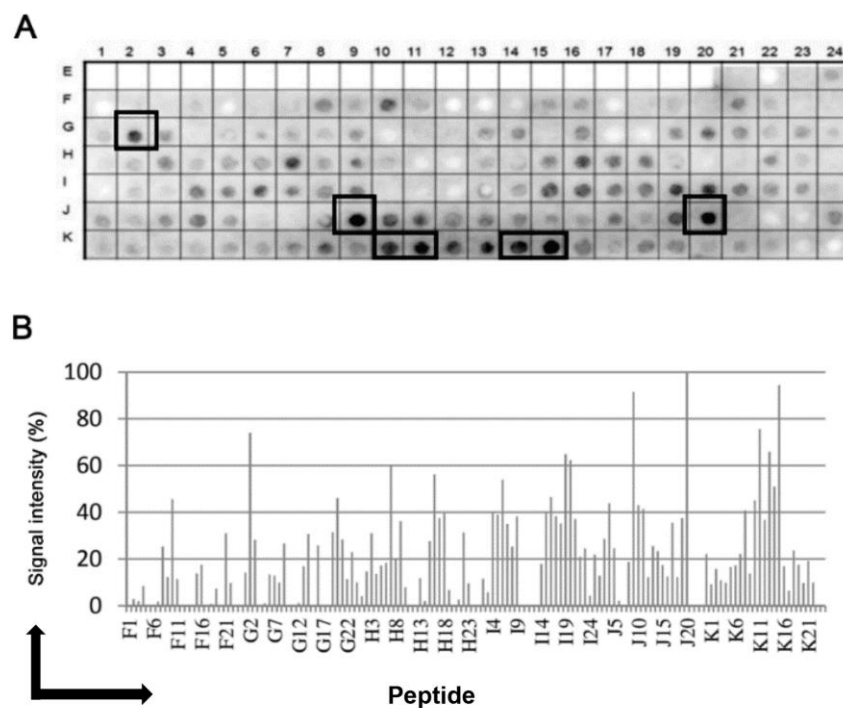 A
1 2 3 4 5 6 7 8 9 10 11 12 13 14 15 16 17 18 19 20 21 22 23 24
E
F
G
H
I
J
K
B
100
80
60
40
20
0
Signal intensity (%)
F1 F6 F11 F16 F21 G2 G7 G12 G17 G22 H3 H8 H13 H18 H23 I4 I9 I14 I19 I24 J5 J10 J15 J20 K1 K6 K11 K16 K21
Peptide